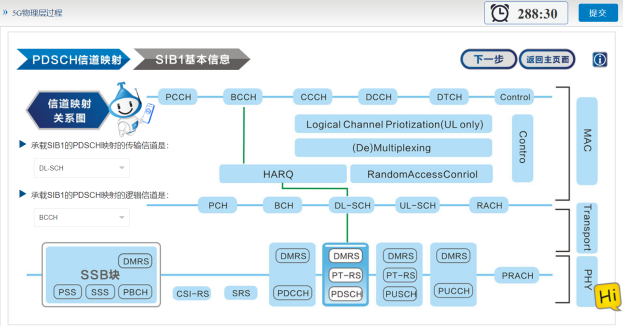 5G物理层过程
288:30
提交
PDSCH信道映射
SIB1基本信息
下一步
返回主页面
信道映射
关系图
承载SIB1的PDSCH映射的传输信道是:
DL-SCH
承载SIB1的PDSCH映射的逻辑信道是:
BCCH
PCCH
BCCH
CCCH
DCCH
DTCH
Control
Logical Channel Priotization(UL only)
(De)Multiplexing
Contro
HARQ
RandomAccessConriol
MAC
PCH
BCH
DL-SCH
UL-SCH
RACH
Transport
SSB块
DMRS
PSS
SSS
PBCH
CSI-RS
SRS
DMRS
PDCCH
DMRS
PT-RS
PDSCH
DMRS
PT-RS
PUSCH
DMRS
PUCCH
PRACH
PHY
Hi